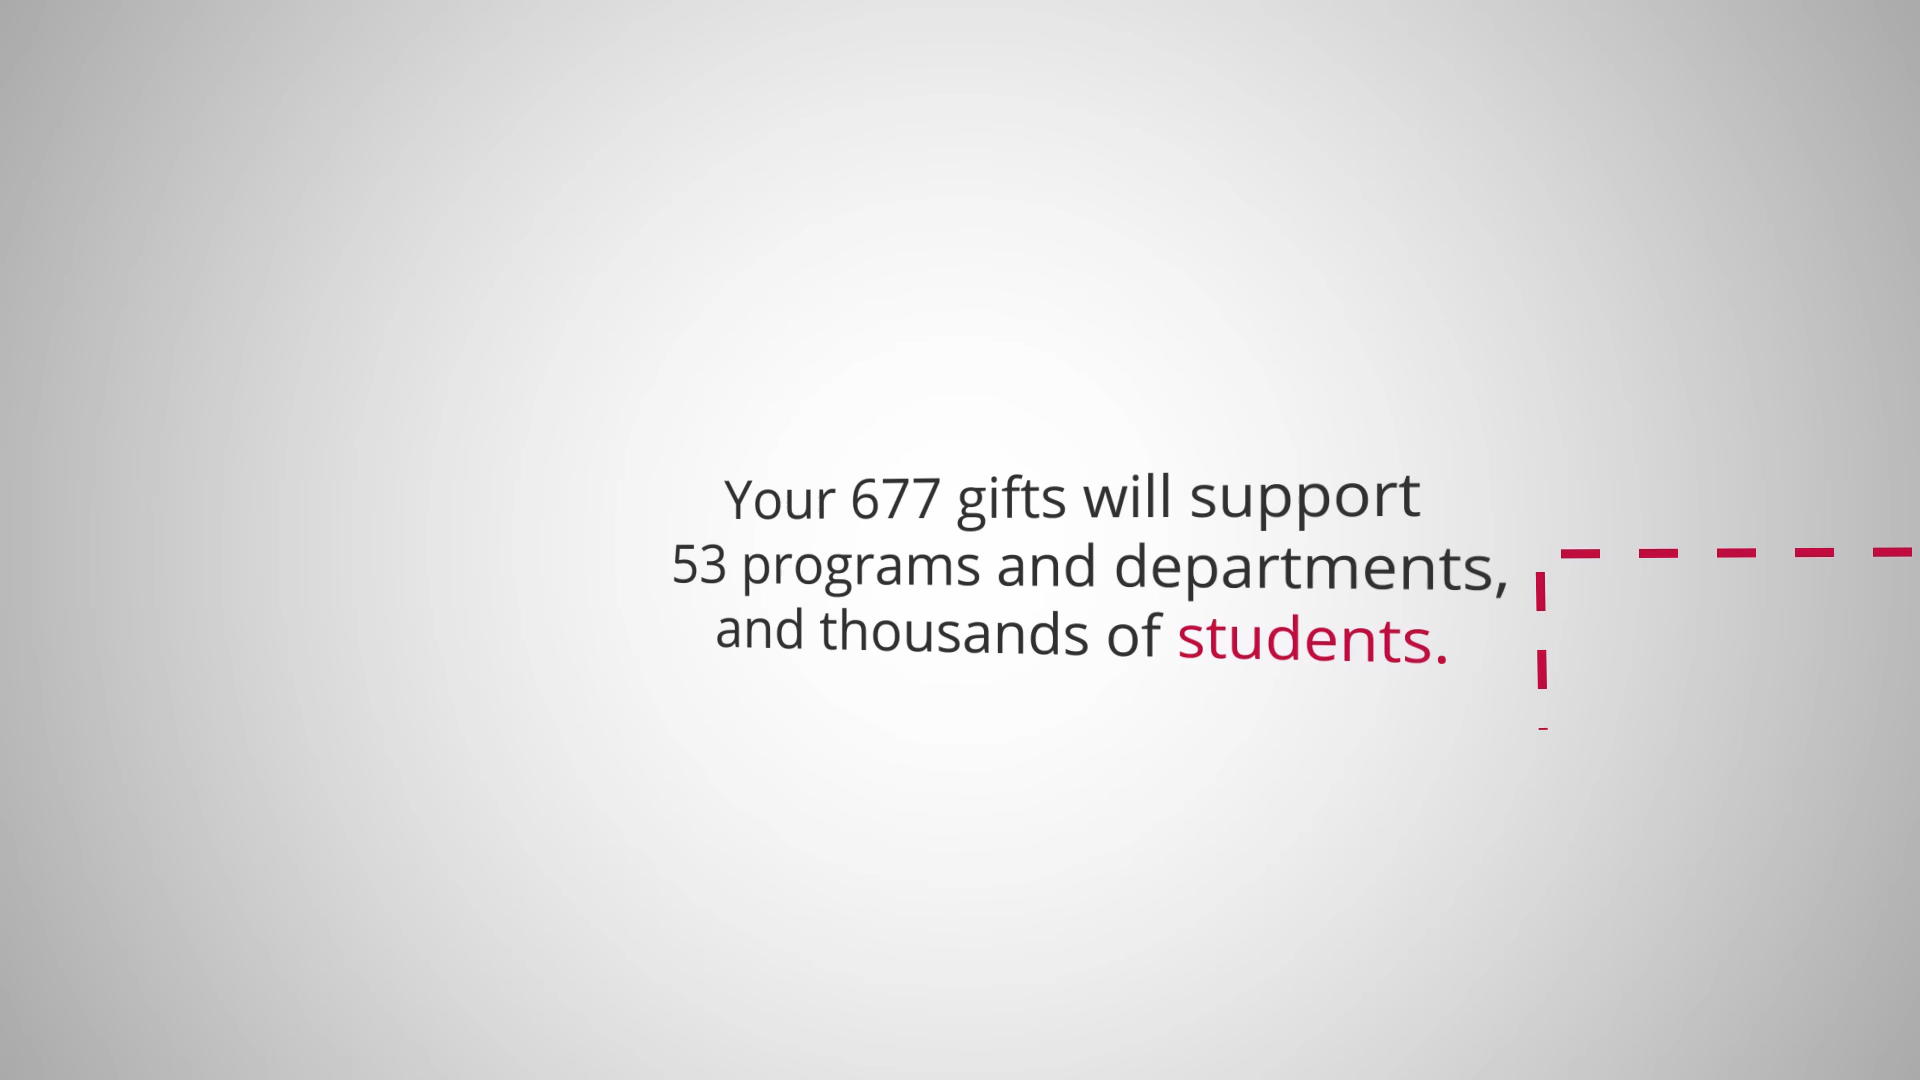 Your 677 gifts will support
53 programs and departments,
and thousands of students.